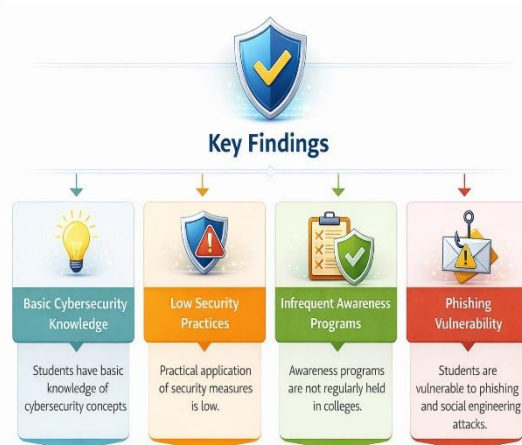 Key Findings
Basic Cybersecurity
Knowledge
Students have basic
knowledge of
cybersecurity concepts
Low Security
Practices
Practical application
of security measures
is low.
Infrequent Awareness
Programs
Awareness programs
are not regularly held
in colleges.
Phishing
Vulnerability
Students are
vulnerable to phishing
and social engineering
attacks.